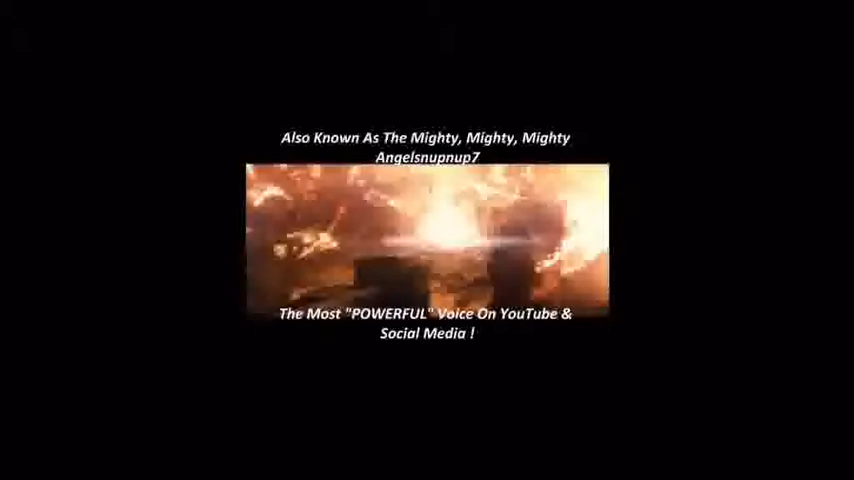 Also Known As The Mighty, Mighty, Mighty
Angelsnupnup7
The Most "POWERFUL" Voice On YouTube &
Social Media !